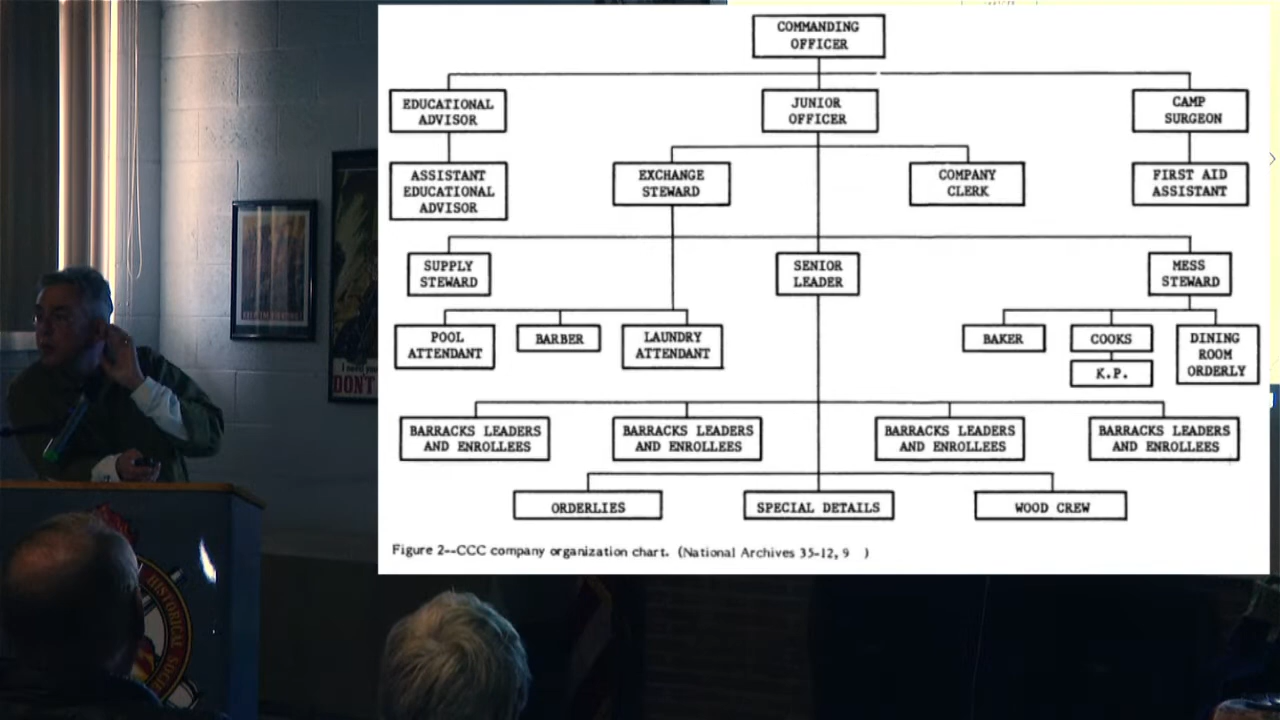 COMMANDING
OFFICER
EDUCATIONAL
ADVISOR
JUNIOR
OFFICER
CAMP
SURGEON
ASSISTANT
EDUCATIONAL
ADVISOR
EXCHANGE
STEWARD
COMPANY
CLERK
FIRST AID
ASSISTANT
SUPPLY
STEWARD
SENIOR
LEADER
MESS
STEWARD
POOL
ATTENDANT
BARBER
LAUNDRY
ATTENDANT
BAKER
COOKS
K.P.
DINING
ROOM
ORDERLY
BARRACKS LEADERS
AND ENROLLEES
BARRACKS LEADERS
AND ENROLLEES
BARRACKS LEADERS
AND ENROLLEES
BARRACKS LEADERS
AND ENROLLEES
ORDERLIES
SPECIAL DETAILS
WOOD CREW
Figure 2--CCC company organization chart. (National Archives 35-12, 9 )
DON'T
HISTORICAL